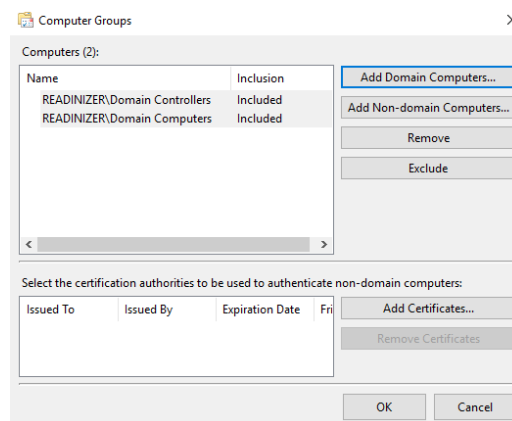 Computer Groups
Computers (2):
Name Inclusion
READINIZER\Domain Controllers Included
READINIZER\Domain Computers Included
Add Domain Computers...
Add Non-domain Computers...
Remove
Exclude
Select the certification authorities to be used to authenticate non-domain computers:
Issued To Issued By Expiration Date Fri
Add Certificates...
Remove Certificates
OK Cancel